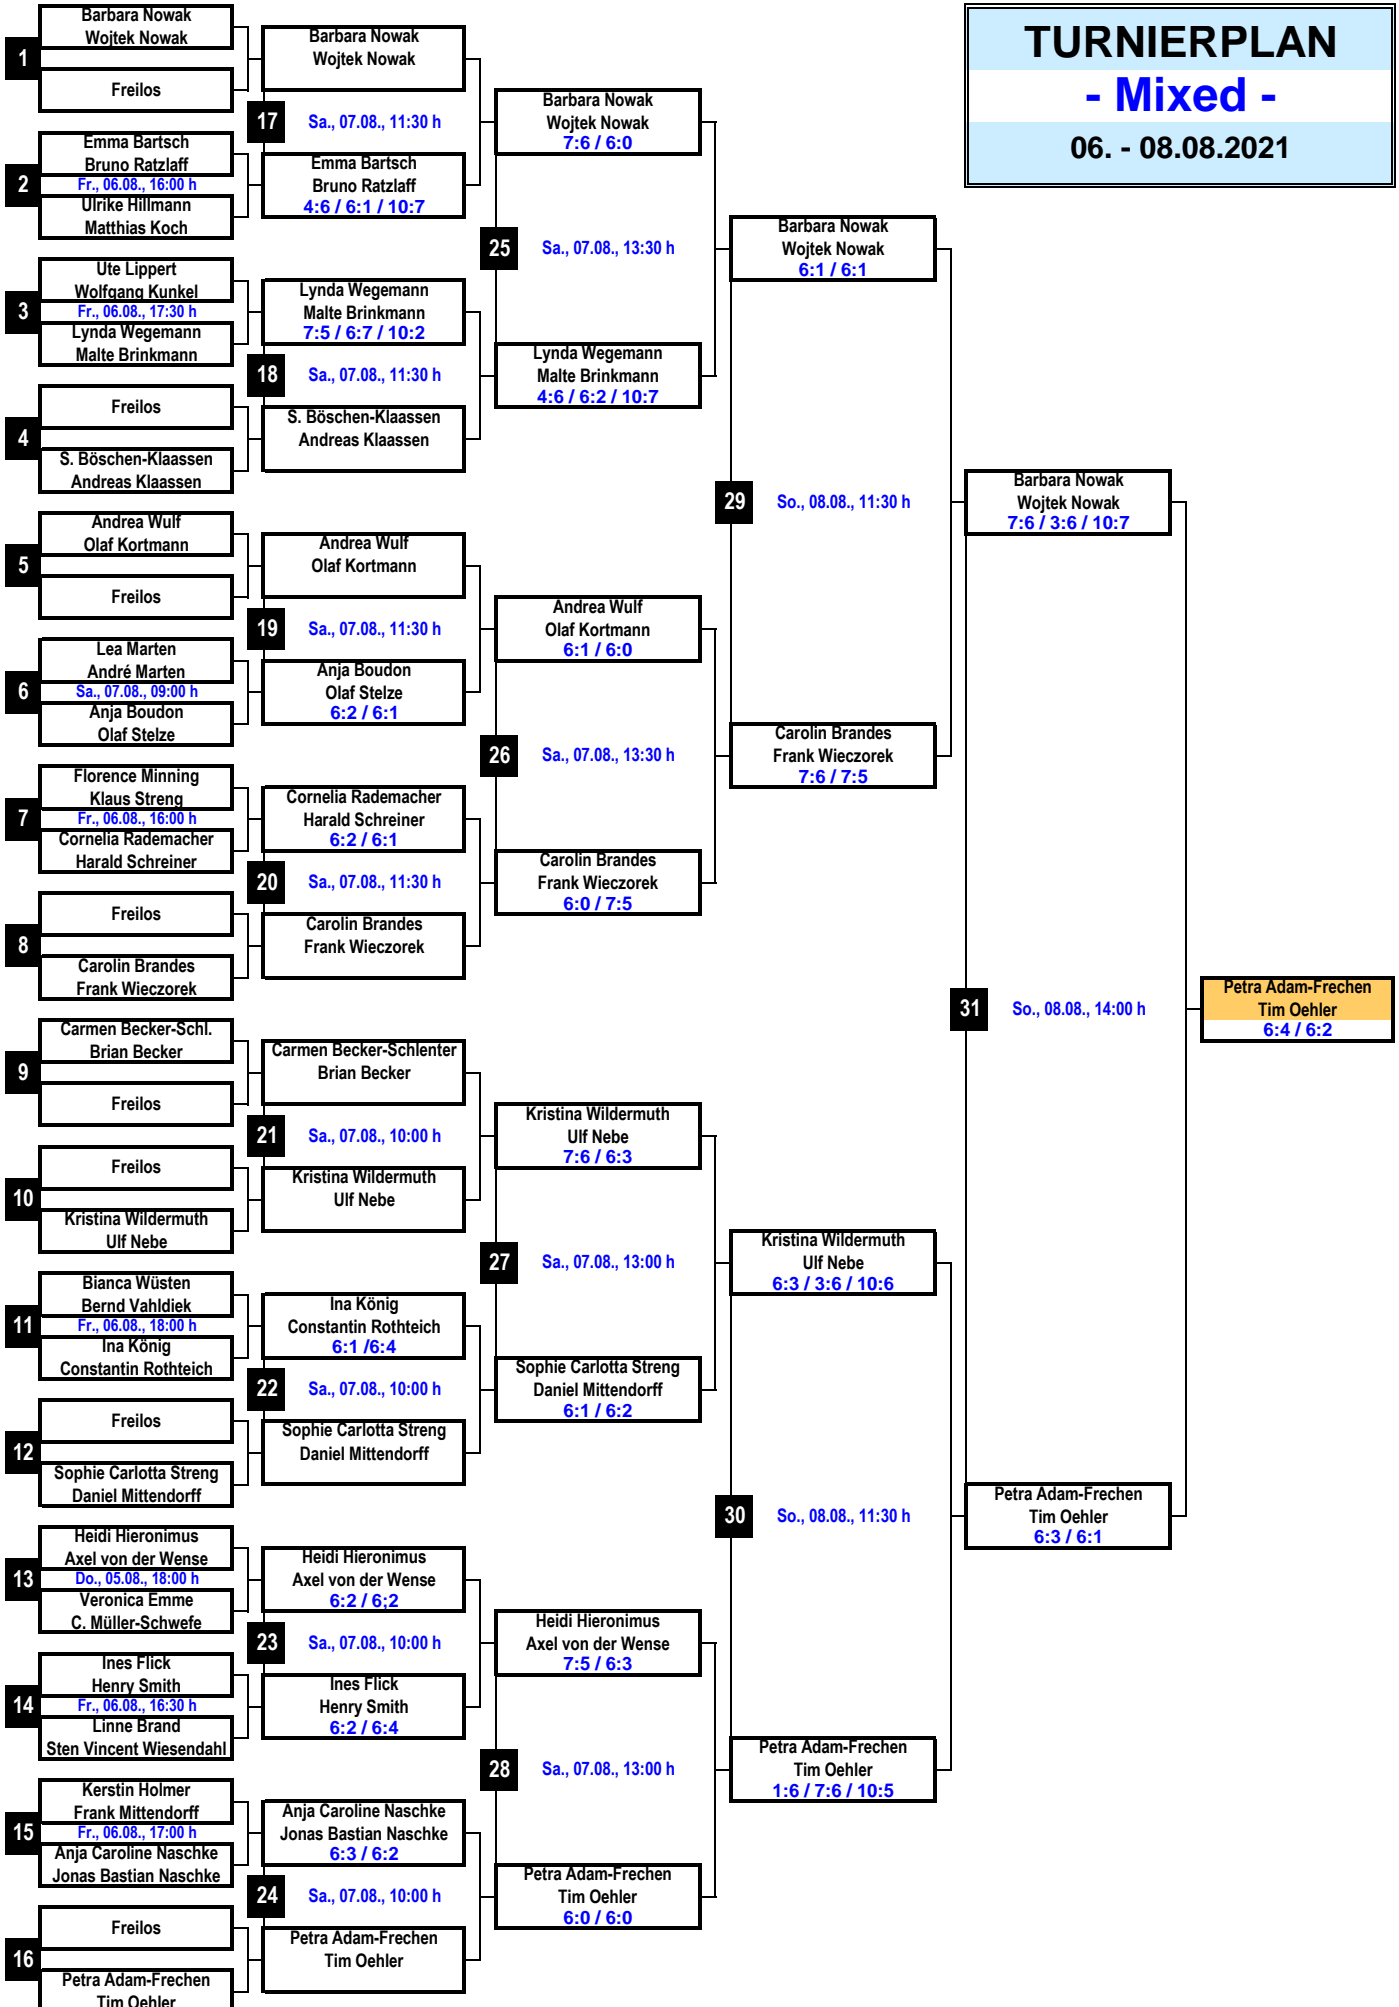 TURNIERPLAN
- Mixed -
06. - 08.08.2021
1
Barbara Nowak
Wojtek Nowak
Freilos
2
Emma Bartsch
Bruno Ratzlaff
Fr., 06.08., 16:00 h
Ulrike Hillmann
Matthias Koch
3
Ute Lippert
Wolfgang Kunkel
Fr., 06.08., 17:30 h
Lynda Wegemann
Malte Brinkmann
4
Freilos
S. Böschen-Klaassen
Andreas Klaassen
5
Andrea Wulf
Olaf Kortmann
Freilos
6
Lea Marten
André Marten
Sa., 07.08., 09:00 h
Anja Boudon
Olaf Stelze
7
Florence Minning
Klaus Streng
Fr., 06.08., 16:00 h
Cornelia Rademacher
Harald Schreiner
8
Freilos
Carolin Brandes
Frank Wieczorek
9
Carmen Becker-Schl.
Brian Becker
Freilos
10
Freilos
Kristina Wildermuth
Ulf Nebe
11
Bianca Wüsten
Bernd Vahldiek
Fr., 06.08., 18:00 h
Ina König
Constantin Rothteich
12
Freilos
Sophie Carlotta Streng
Daniel Mittendorff
13
Heidi Hieronimus
Axel von der Wense
Do., 05.08., 18:00 h
Veronica Emme
C. Müller-Schwefe
14
Ines Flick
Henry Smith
Fr., 06.08., 16:30 h
Linne Brand
Sten Vincent Wiesendahl
15
Kerstin Holmer
Frank Mittendorff
Fr., 06.08., 17:00 h
Anja Caroline Naschke
Jonas Bastian Naschke
16
Freilos
Petra Adam-Frechen
Tim Oehler
Barbara Nowak
Wojtek Nowak
17
Sa., 07.08., 11:30 h
Emma Bartsch
Bruno Ratzlaff
4:6 / 6:1 / 10:7
Lynda Wegemann
Malte Brinkmann
7:5 / 6:7 / 10:2
18
Sa., 07.08., 11:30 h
S. Böschen-Klaassen
Andreas Klaassen
Andrea Wulf
Olaf Kortmann
19
Sa., 07.08., 11:30 h
Anja Boudon
Olaf Stelze
6:2 / 6:1
Cornelia Rademacher
Harald Schreiner
6:2 / 6:1
20
Sa., 07.08., 11:30 h
Carolin Brandes
Frank Wieczorek
Carmen Becker-Schlenter
Brian Becker
21
Sa., 07.08., 10:00 h
Kristina Wildermuth
Ulf Nebe
Ina König
Constantin Rothteich
6:1 /6:4
22
Sa., 07.08., 10:00 h
Sophie Carlotta Streng
Daniel Mittendorff
Heidi Hieronimus
Axel von der Wense
6:2 / 6;2
23
Sa., 07.08., 10:00 h
Ines Flick
Henry Smith
6:2 / 6:4
Anja Caroline Naschke
Jonas Bastian Naschke
6:3 / 6:2
24
Sa., 07.08., 10:00 h
Petra Adam-Frechen
Tim Oehler
Barbara Nowak
Wojtek Nowak
7:6 / 6:0
25
Sa., 07.08., 13:30 h
Lynda Wegemann
Malte Brinkmann
4:6 / 6:2 / 10:7
Andrea Wulf
Olaf Kortmann
6:1 / 6:0
26
Sa., 07.08., 13:30 h
Carolin Brandes
Frank Wieczorek
6:0 / 7:5
Kristina Wildermuth
Ulf Nebe
7:6 / 6:3
27
Sa., 07.08., 13:00 h
Sophie Carlotta Streng
Daniel Mittendorff
6:1 / 6:2
Heidi Hieronimus
Axel von der Wense
7:5 / 6:3
28
Sa., 07.08., 13:00 h
Petra Adam-Frechen
Tim Oehler
6:0 / 6:0
Barbara Nowak
Wojtek Nowak
6:1 / 6:1
29
So., 08.08., 11:30 h
Carolin Brandes
Frank Wieczorek
7:6 / 7:5
Kristina Wildermuth
Ulf Nebe
6:3 / 3:6 / 10:6
30
So., 08.08., 11:30 h
Petra Adam-Frechen
Tim Oehler
1:6 / 7:6 / 10:5
Barbara Nowak
Wojtek Nowak
7:6 / 3:6 / 10:7
31
So., 08.08., 14:00 h
Petra Adam-Frechen
Tim Oehler
6:3 / 6:1
Petra Adam-Frechen
Tim Oehler
6:4 / 6:2